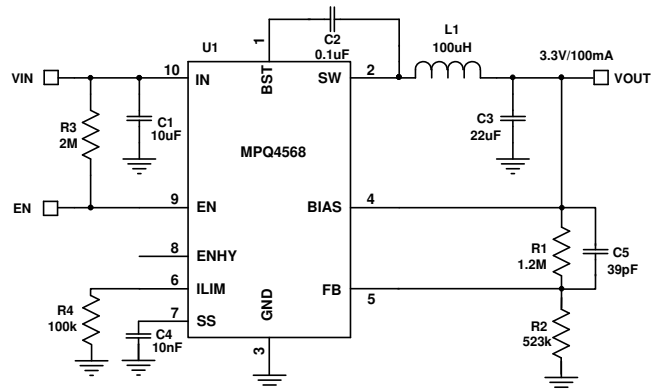 U1
1
C2
0.1uF
L1
100uH
3.3V/100mA
VIN
10
IN
BST
SW
2
VOUT
R3
2M
C1
10uF
MPQ4568
C3
22uF
EN
9
EN
BIAS
4
8
ENHY
R1
1.2M
C5
39pF
6
ILIM
FB
5
R4
100k
7
SS
GND
C4
10nF
3
R2
523k